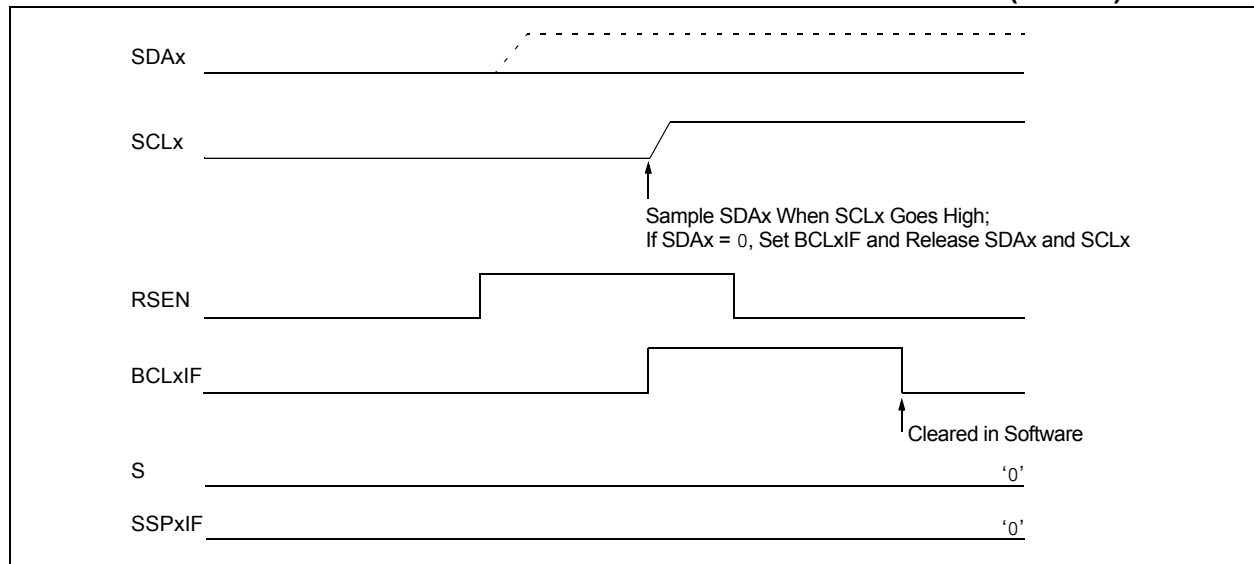 SDAx
SCLx
Sample SDAx When SCLx Goes High;
If SDAx = 0, Set BCLxIF and Release SDAx and SCLx
RSEN
BCLxIF
Cleared in Software
S
‘0’
SSPxIF
‘0’